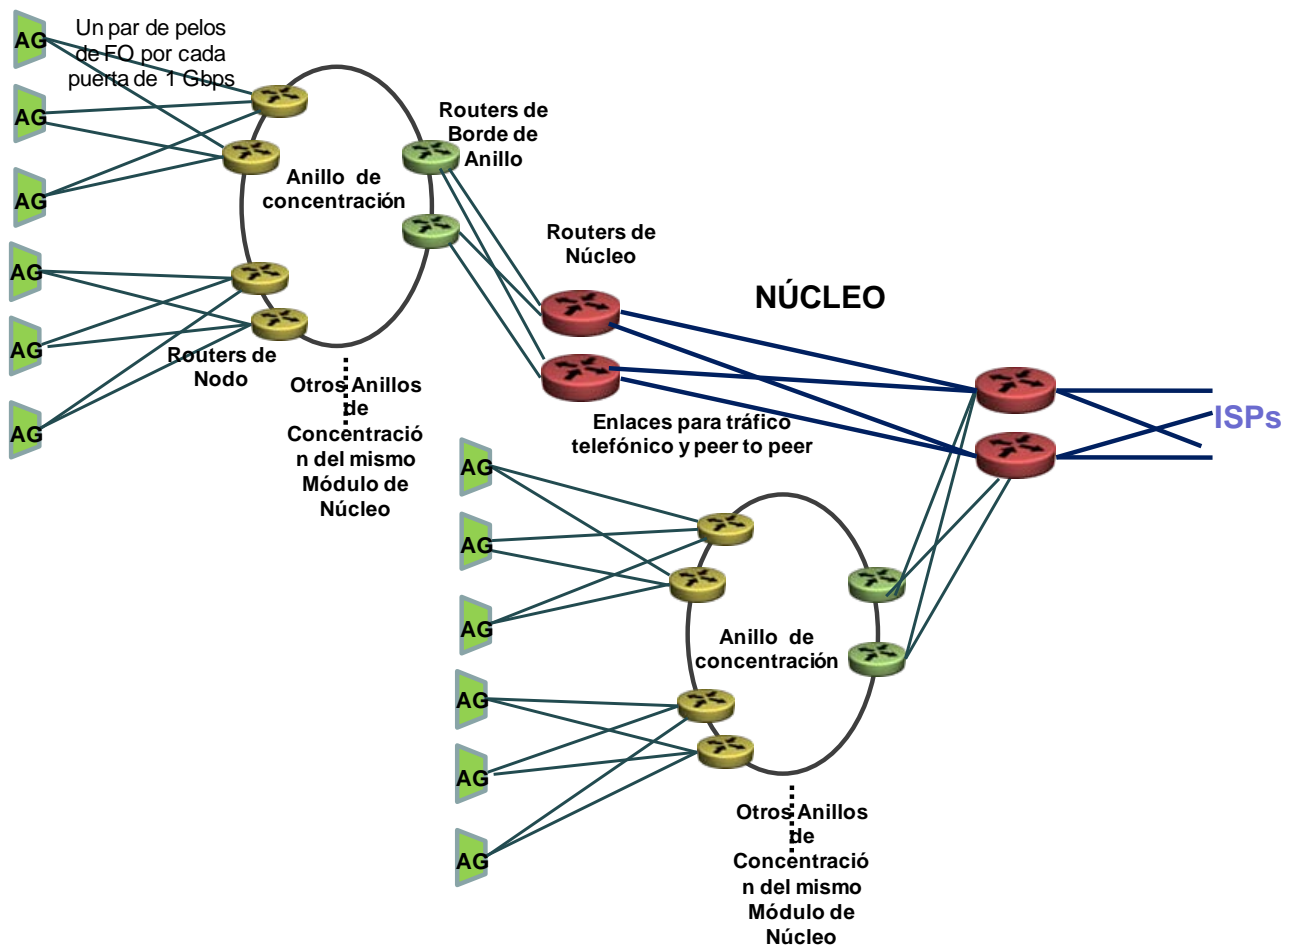 AG
Un par de pelos
de FO por cada
puerta de 1 Gbps
AG
AG
AG
AG
AG
Anillo de
concentración
Routers de
Borde de
Anillo
Routers de
Nodo
Otros Anillos
de
Concentració
n del mismo
Módulo de
Núcleo
Routers de
Núcleo
NÚCLEO
Enlaces para tráfico
telefónico y peer to peer
ISPs
AG
AG
AG
AG
AG
AG
Anillo de
concentración
Otros Anillos
de
Concentració
n del mismo
Módulo de
Núcleo